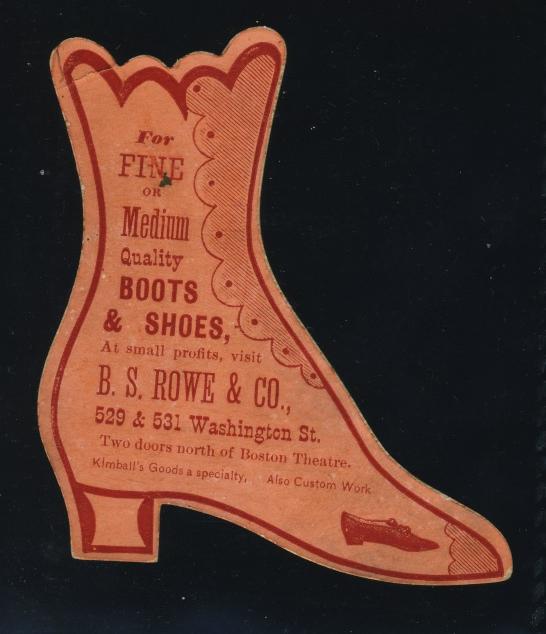 For
FINE
OR
Medium
Quality
BOOTS
& SHOES,
At small profits, visit
B. S. ROWE & CO.,
529 & 531 Washington St.
Two doors north of Boston Theatre.
Kimball's Goods a specialty, Also Custom Work